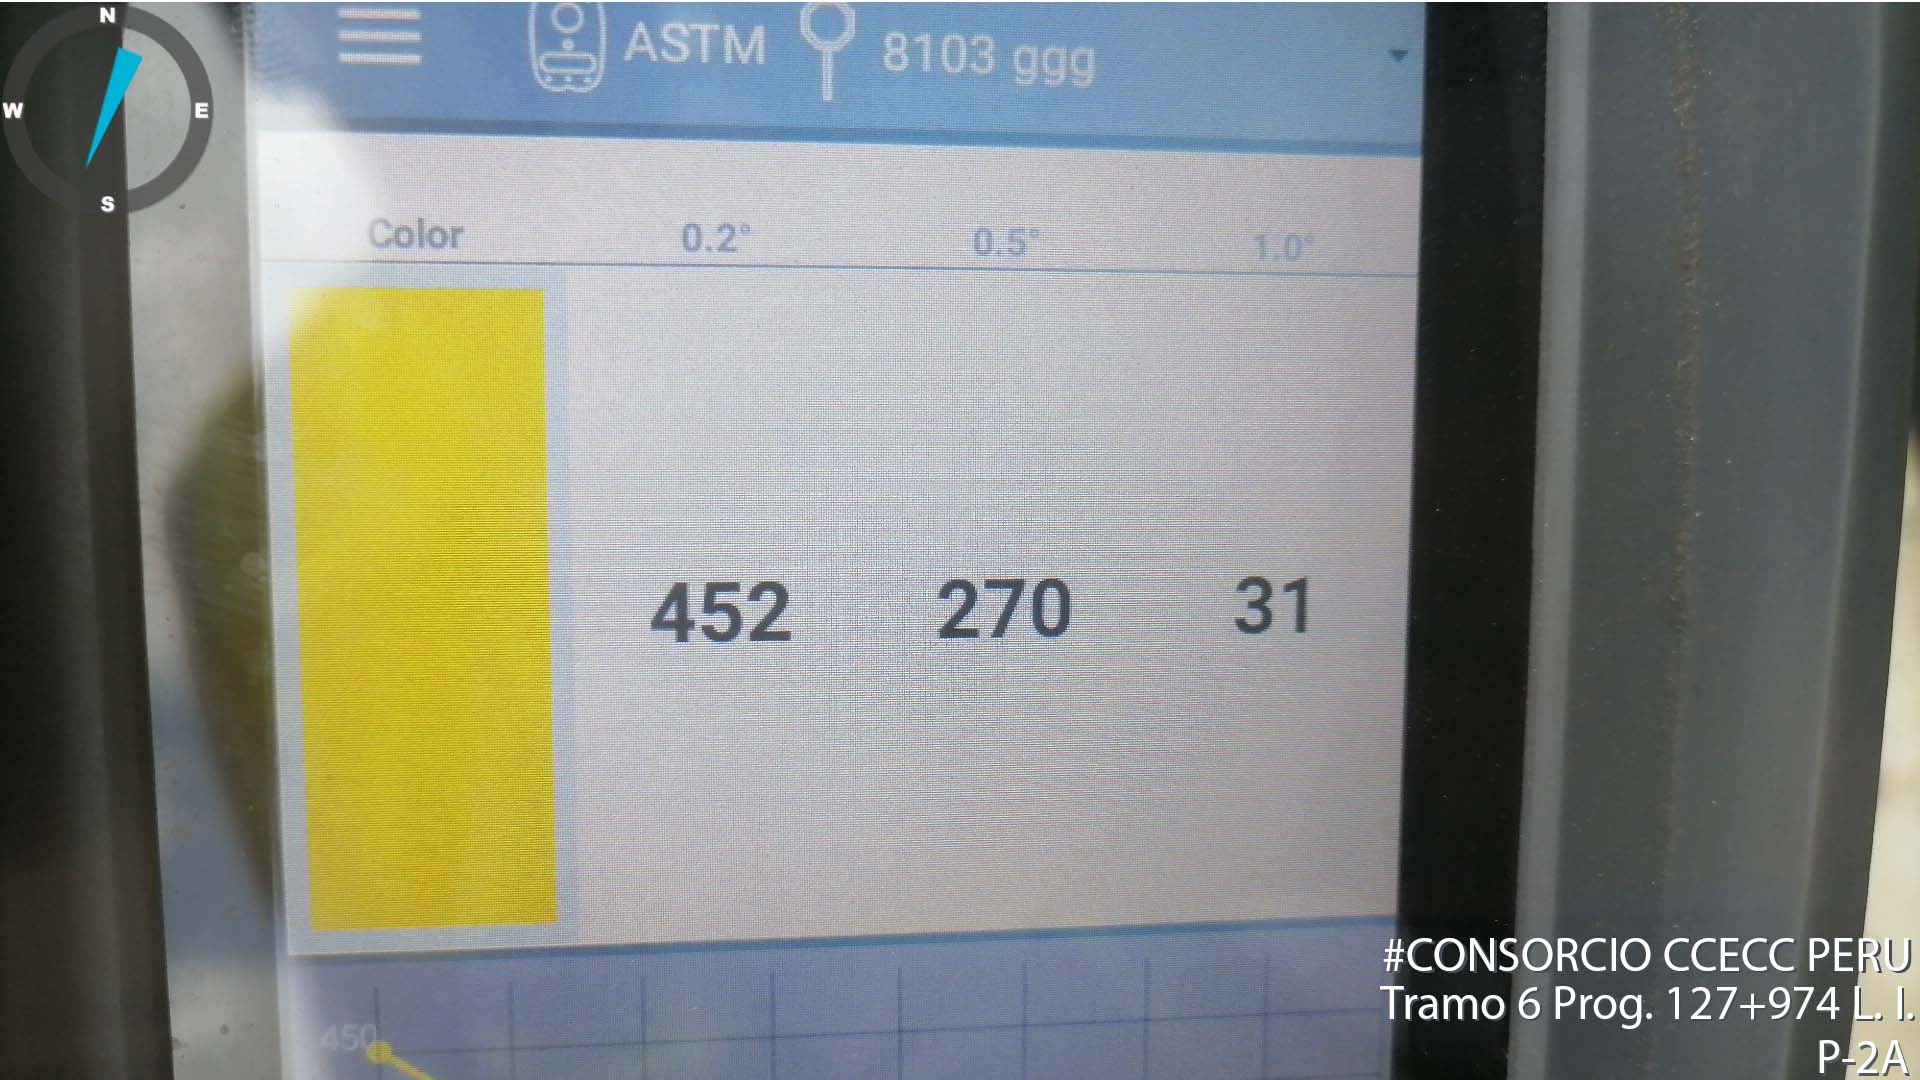 N
W E
S
ASTM 8103 ggg
Color 0.2° 0.5° 1.0°
452 270 31
450
#CONSORCIO CCECC PERU
Tramo 6 Prog. 127+974 L. I.
P-2A